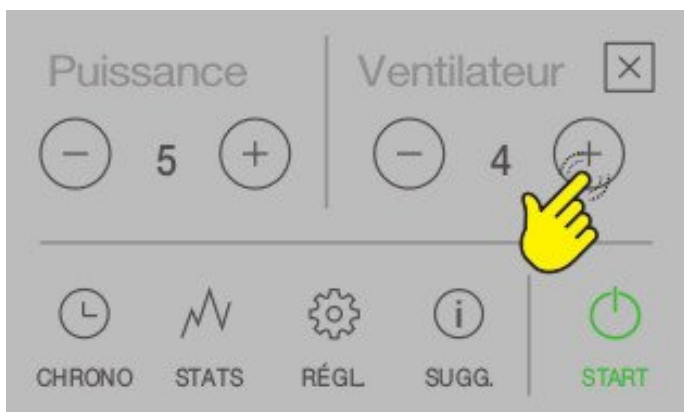 Puissance
Ventilateur
5
4
CHRONO
STATS
RÉGL.
SUGG.
START